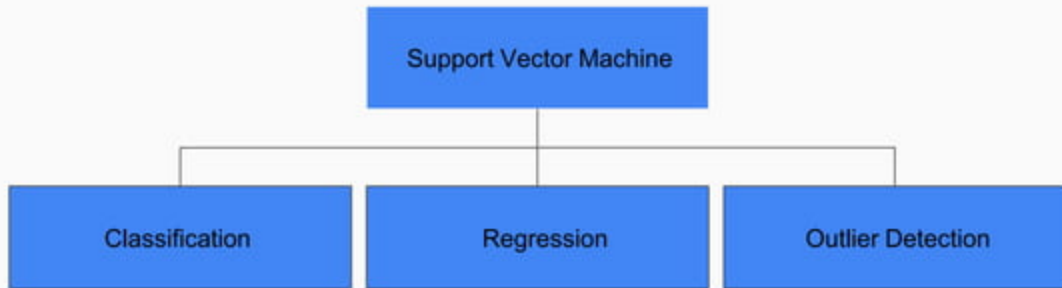 Support Vector Machine
Classification
Regression
Outlier Detection